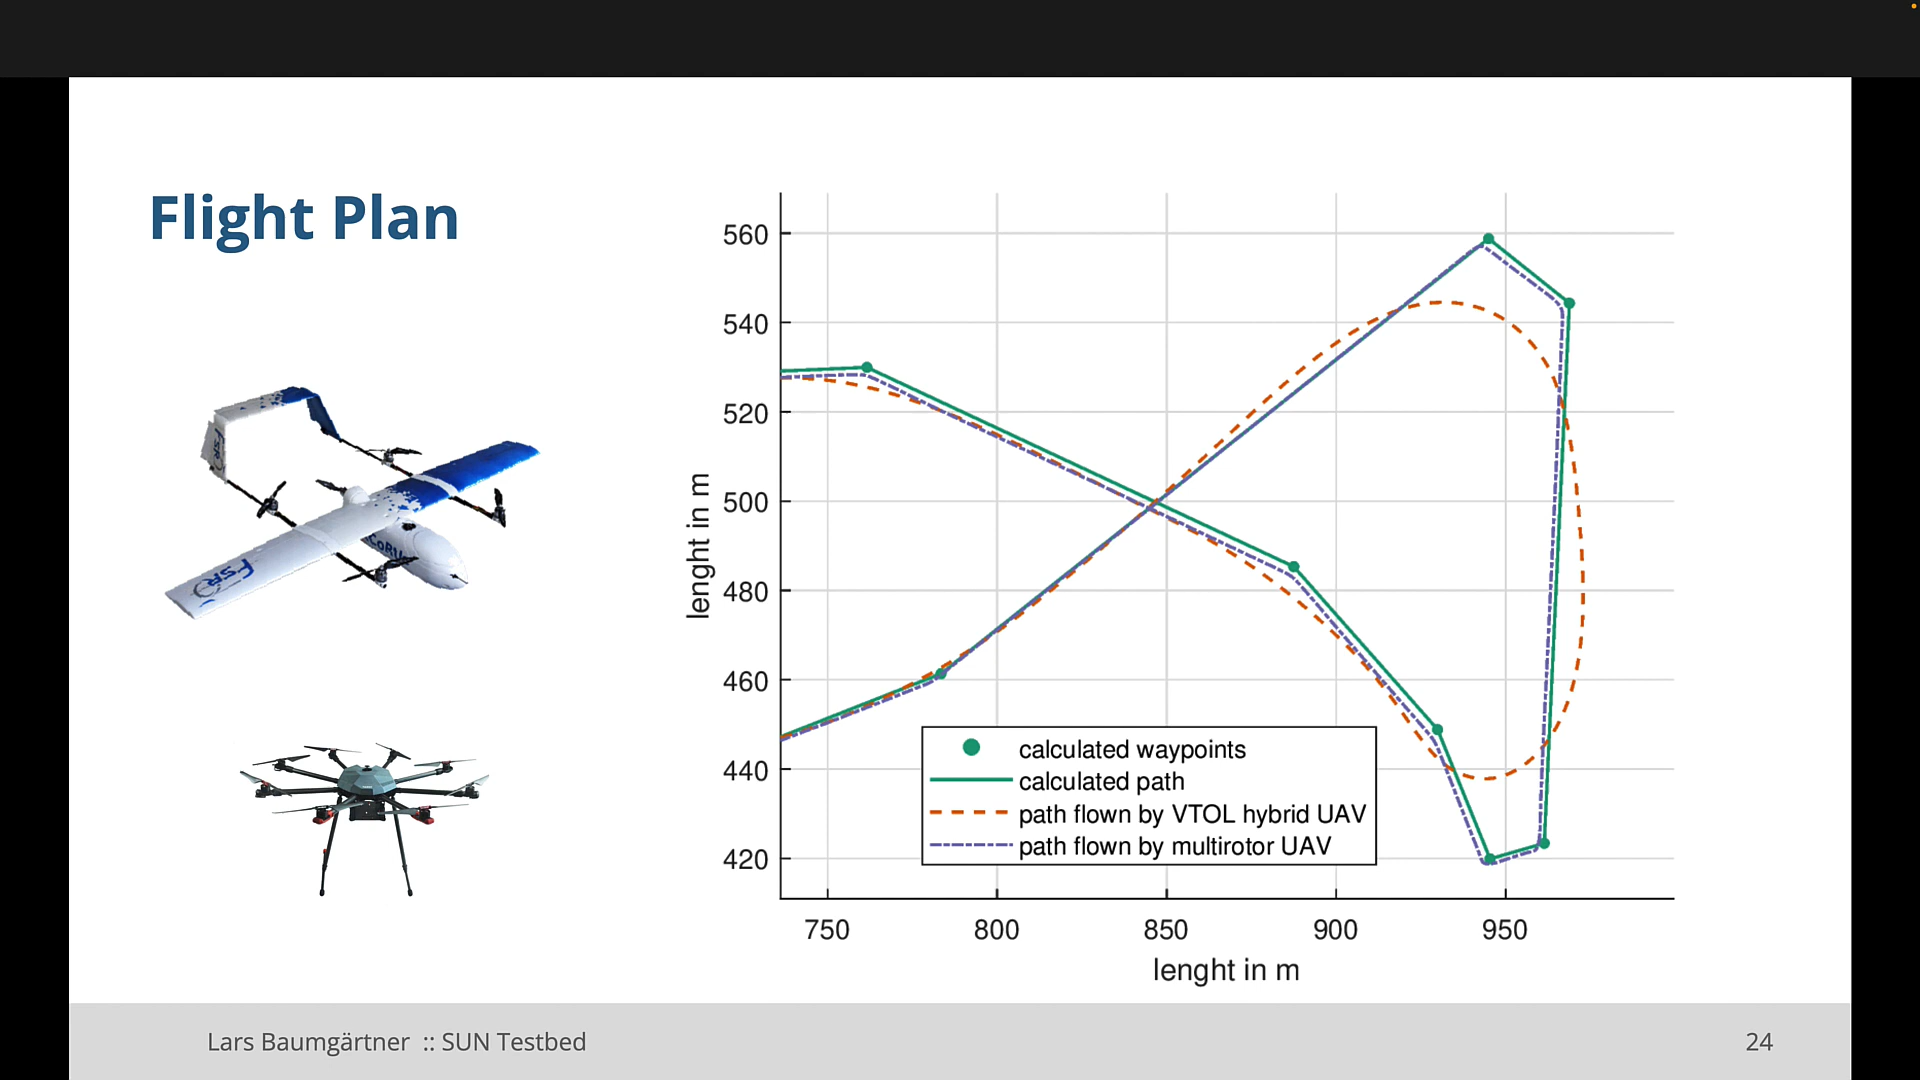 Flight Plan
560
540
520
500
480
460
440
420
lenght in m
calculated waypoints
calculated path
path flown by VTOL hybrid UAV
path flown by multirotor UAV
750 800 850 900 950
lenght in m
FSR
FSR
Lars Baumgärtner :: SUN Testbed
24